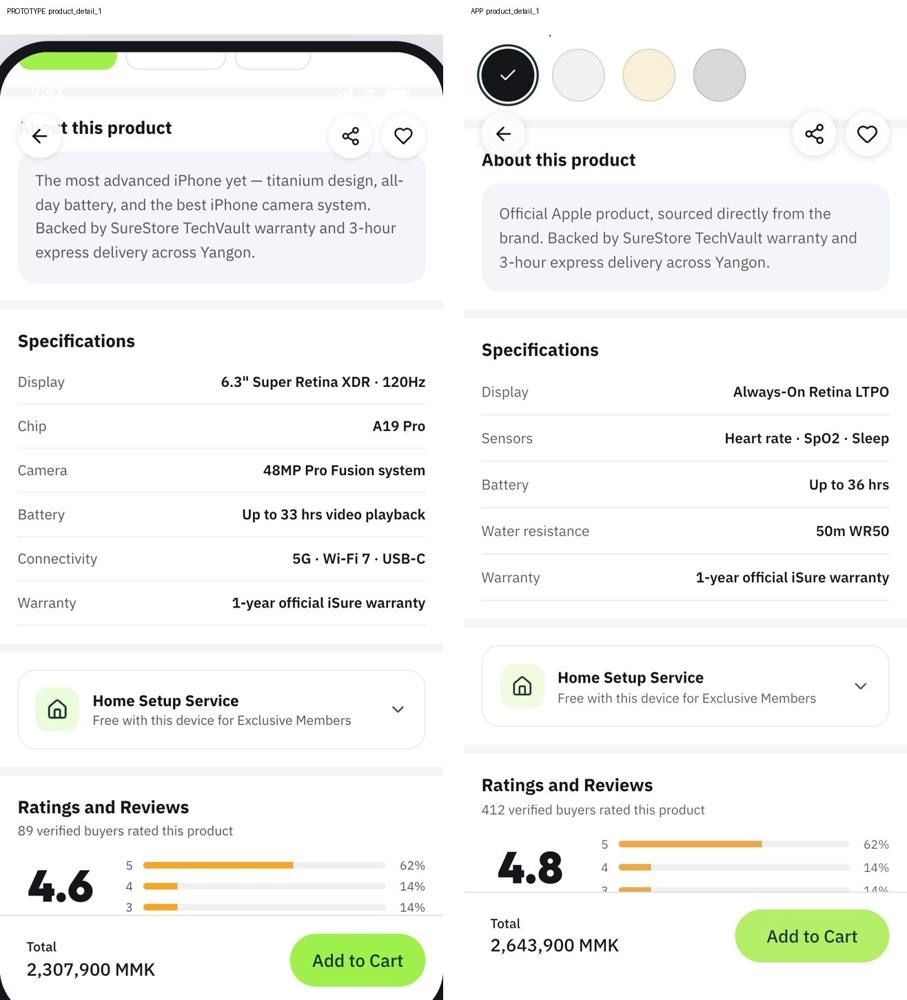 PROTOTYPE product_detail_1
9:41
About this product
The most advanced iPhone yet — titanium design, all-
day battery, and the best iPhone camera system.
Backed by SureStore TechVault warranty and 3-hour
express delivery across Yangon.
Specifications
Display 6.3" Super Retina XDR · 120Hz
Chip A19 Pro
Camera 48MP Pro Fusion system
Battery Up to 33 hrs video playback
Connectivity 5G · Wi-Fi 7 · USB-C
Warranty 1-year official iSure warranty
Home Setup Service
Free with this device for Exclusive Members
Ratings and Reviews
89 verified buyers rated this product
4.6
5 62%
4 14%
3 14%
Total
2,307,900 MMK
Add to Cart
APP product_detail_1
About this product
Official Apple product, sourced directly from the
brand. Backed by SureStore TechVault warranty and
3-hour express delivery across Yangon.
Specifications
Display Always-On Retina LTPO
Sensors Heart rate · SpO2 · Sleep
Battery Up to 36 hrs
Water resistance 50m WR50
Warranty 1-year official iSure warranty
Home Setup Service
Free with this device for Exclusive Members
Ratings and Reviews
412 verified buyers rated this product
4.8
5 62%
4 14%
3 14%
Total
2,643,900 MMK
Add to Cart